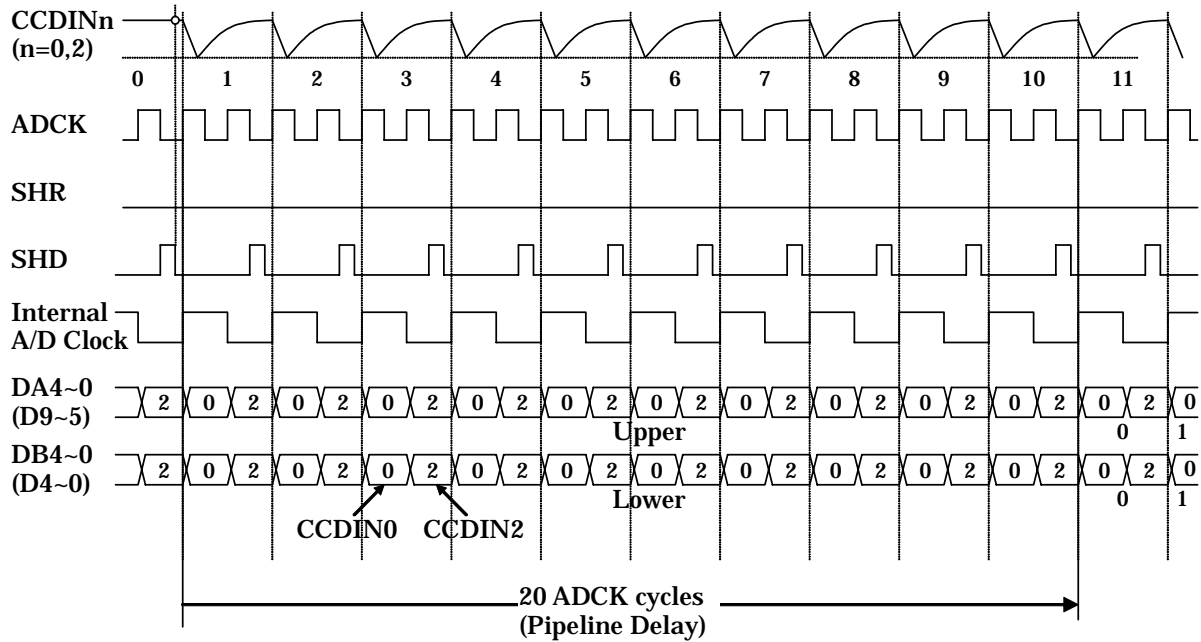 CCDINn
(n=0,2)
0 1 2 3 4 5 6 7 8 9 10 11
ADCK
SHR
SHD
Internal
A/D Clock
DA4~0
(D9~5)
2 0 2 0 2 0 2 0 2 0 2 0 2 0 2 0 2 0 2 0 2 0 2 0
Upper 0 1
DB4~0
(D4~0)
2 0 2 0 2 0 2 0 2 0 2 0 2 0 2 0 2 0 2 0 2 0 2 0
Lower 0 1
CCDIN0 CCDIN2
20 ADCK cycles
(Pipeline Delay)